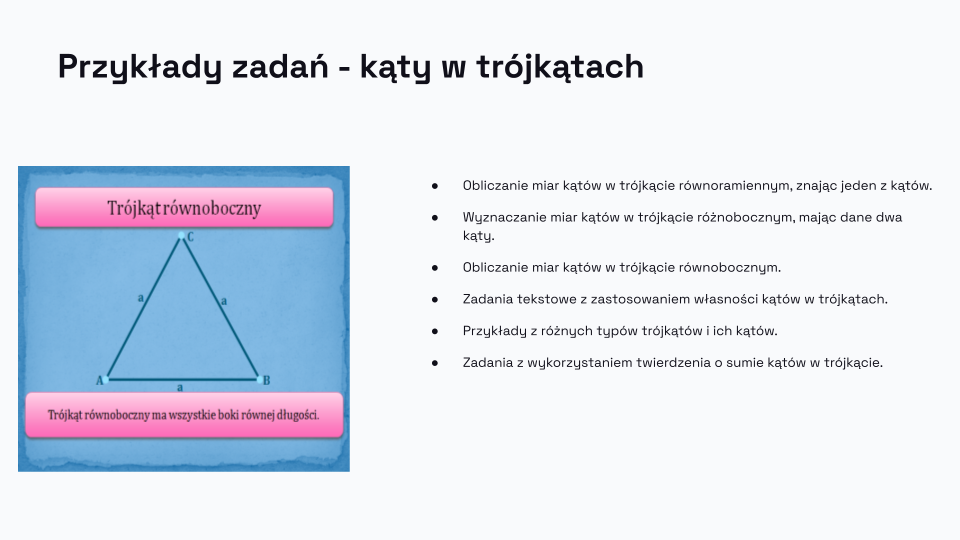 Przykłady zadań - kąty w trójkątach
Trójkąt równoboczny
C
a
a
A
B
a
Trójkąt równoboczny ma wszystkie boki równej długości.
● Obliczanie miar kątów w trójkącie równoramiennym, znając jeden z kątów.
● Wyznaczanie miar kątów w trójkącie różnobocznym, mając dane dwa
kąty.
● Obliczanie miar kątów w trójkącie równobocznym.
● Zadania tekstowe z zastosowaniem własności kątów w trójkątach.
● Przykłady z różnych typów trójkątów i ich kątów.
● Zadania z wykorzystaniem twierdzenia o sumie kątów w trójkącie.